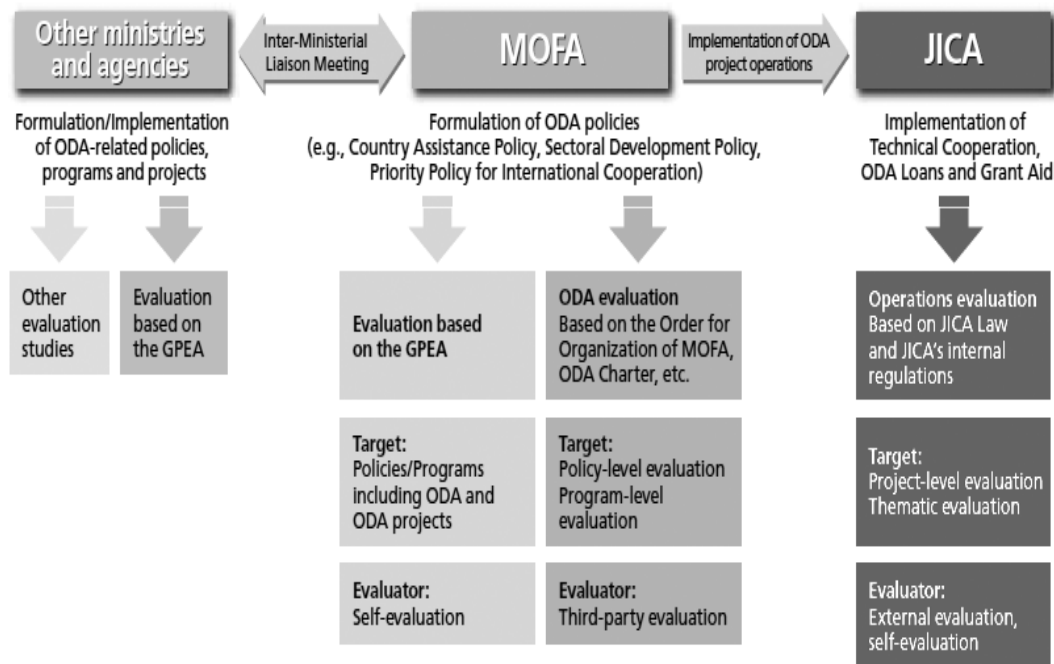 Other ministries
and agencies
Inter-Ministerial
Liaison Meeting
MOFA
Implementation of ODA
project operations
JICA
Formulation/Implementation
of ODA-related policies,
programs and projects
Formulation of ODA policies
(e.g., Country Assistance Policy, Sectoral Development Policy,
Priority Policy for International Cooperation)
Implementation of
Technical Cooperation,
ODA Loans and Grant Aid
Other
evaluation
studies
Evaluation
based on
the GPEA
Evaluation based
on the GPEA
ODA evaluation
Based on the Order for
Organization of MOFA,
ODA Charter, etc.
Operations evaluation
Based on JICA Law
and JICA's internal
regulations
Target:
Policies/Programs
including ODA and
ODA projects
Target:
Policy-level evaluation
Program-level
evaluation
Target:
Project-level evaluation
Thematic evaluation
Evaluator:
Self-evaluation
Evaluator:
Third-party evaluation
Evaluator:
External evaluation,
self-evaluation